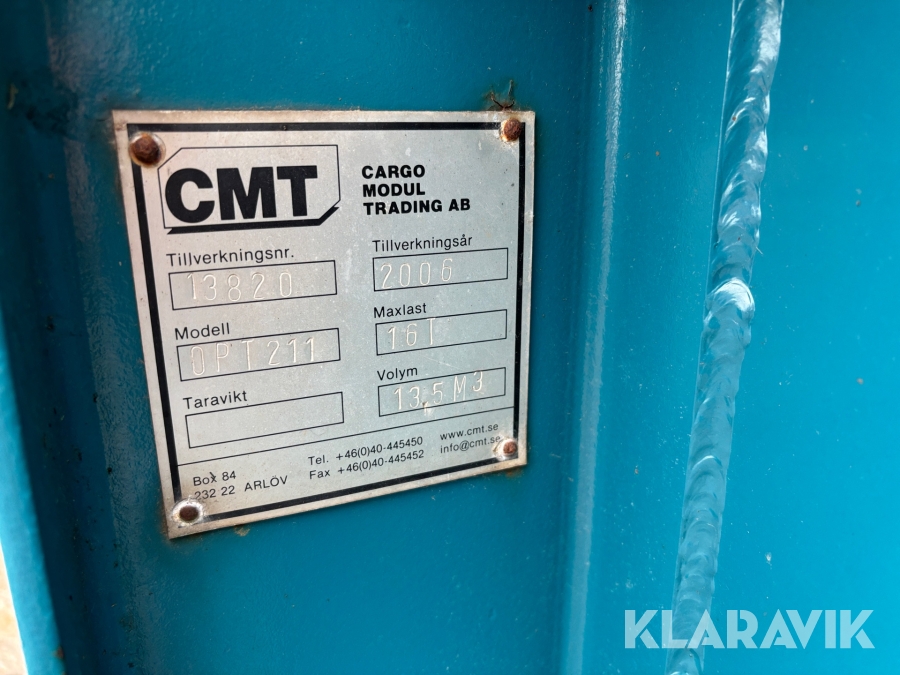 CMT
CARGO
MODUL
TRADING AB
Tillverkningsnr.
13820
Tillverkningsår
2006
Modell
OPT211
Maxlast
16T
Taravikt
Volym
13,5M3
Box 84
232 22 ARLÖV
Tel. +46(0)40-445450
Fax +46(0)40-445452
www.cmt.se
info@cmt.se
KLARAVIK